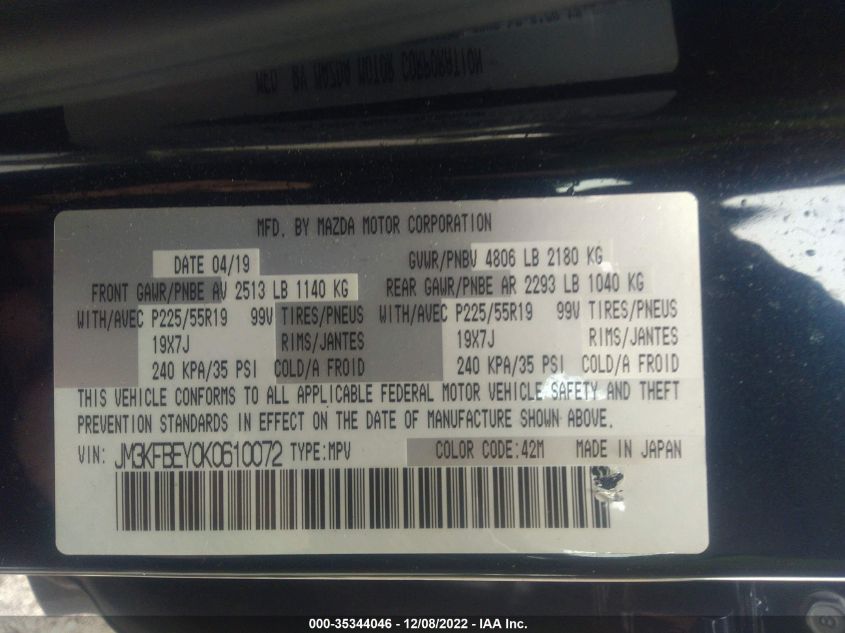 MFD. BY MAZDA MOTOR CORPORATION
MFD. BY MAZDA MOTOR CORPORATION
DATE 04/19 GVWR/PNBV 4806 LB 2180 KG
FRONT GAWR/PNBE AV 2513 LB 1140 KG REAR GAWR/PNBE AR 2293 LB 1040 KG
WITH/AVEC P225/55R19 99V TIRES/PNEUS WITH/AVEC P225/55R19 99V TIRES/PNEUS
19X7J RIMS/JANTES 19X7J RIMS/JANTES
240 KPA/35 PSI COLD/A FROID 240 KPA/35 PSI COLD/A FROID
THIS VEHICLE CONFORMS TO ALL APPLICABLE FEDERAL MOTOR VEHICLE SAFETY AND THEFT
PREVENTION STANDARDS IN EFFECT ON THE DATE OF MANUFACTURE SHOWN ABOVE.
VIN: JM3KFBEY0K0610072 TYPE:MPV COLOR CODE:42M MADE IN JAPAN
000-35344046 - 12/08/2022 - IAA Inc.